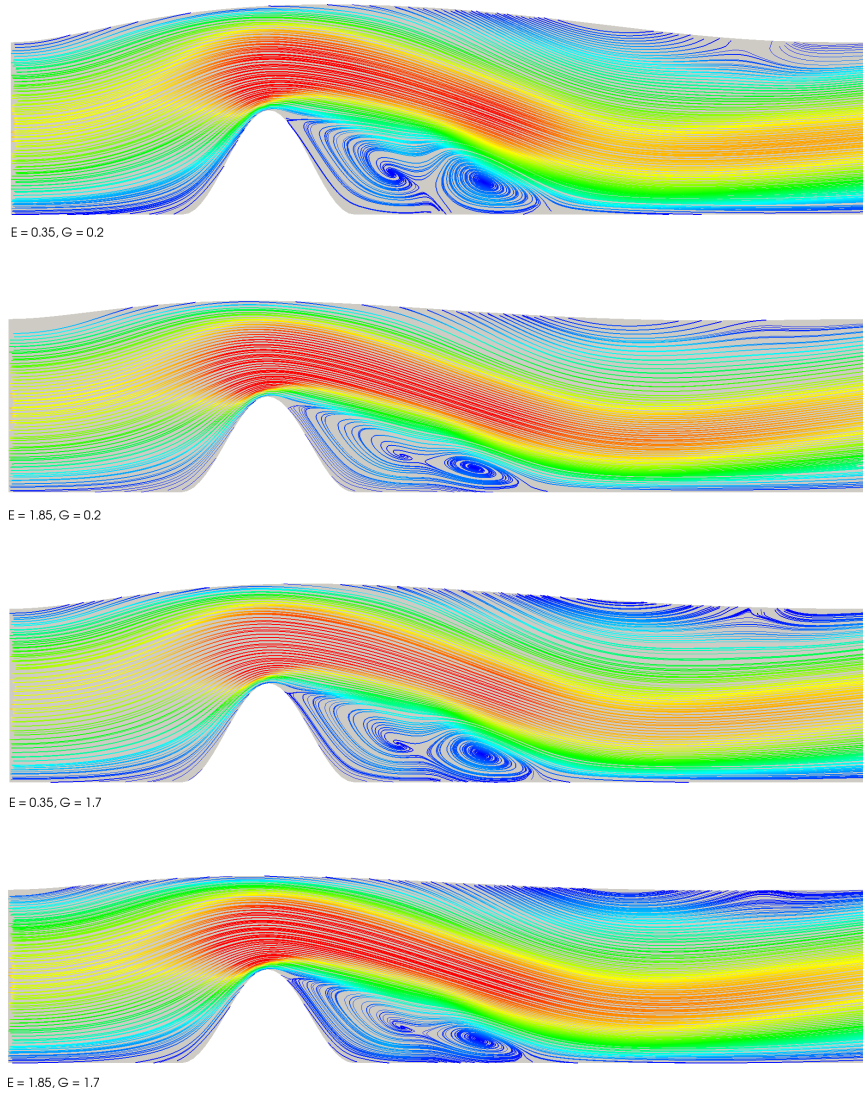 E = 0.35, G = 0.2
E = 1.85, G = 0.2
E = 0.35, G = 1.7
E = 1.85, G = 1.7